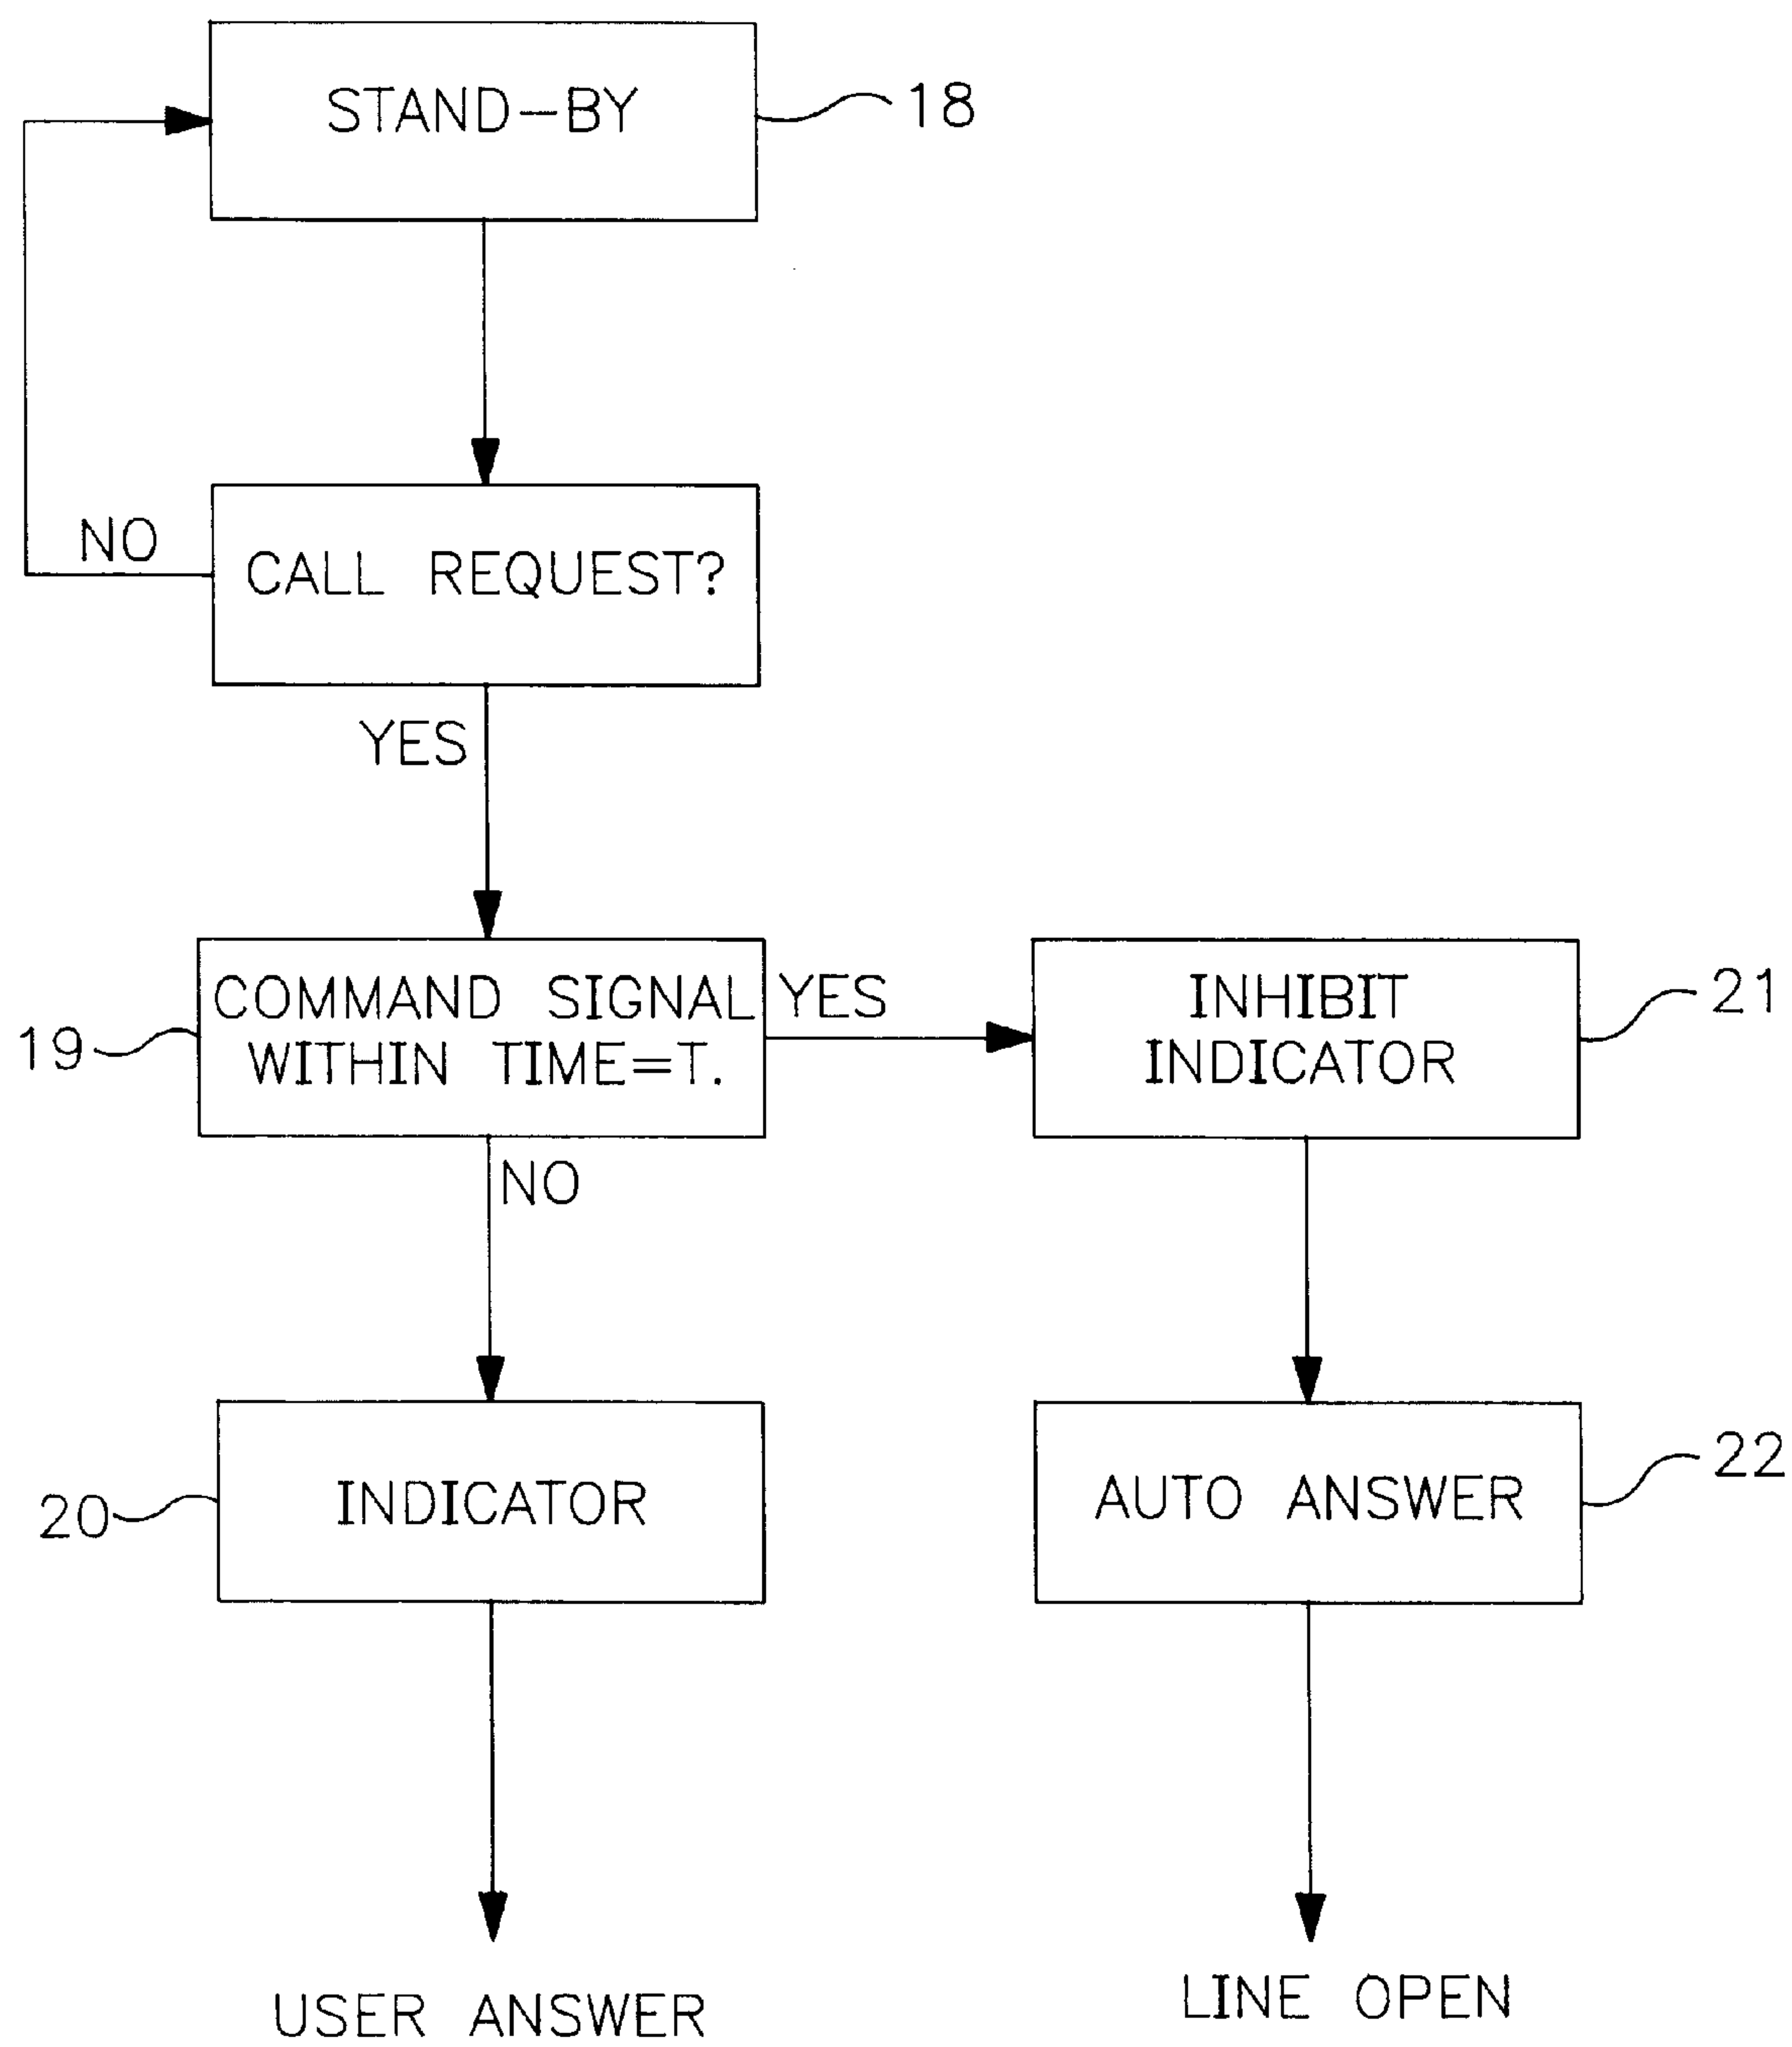 STAND-BY
18
NO
CALL REQUEST?
YES
COMMAND SIGNAL
WITHIN TIME=T.
19
YES
INHIBIT
INDICATOR
21
NO
INDICATOR
20
AUTO ANSWER
22
USER ANSWER
LINE OPEN